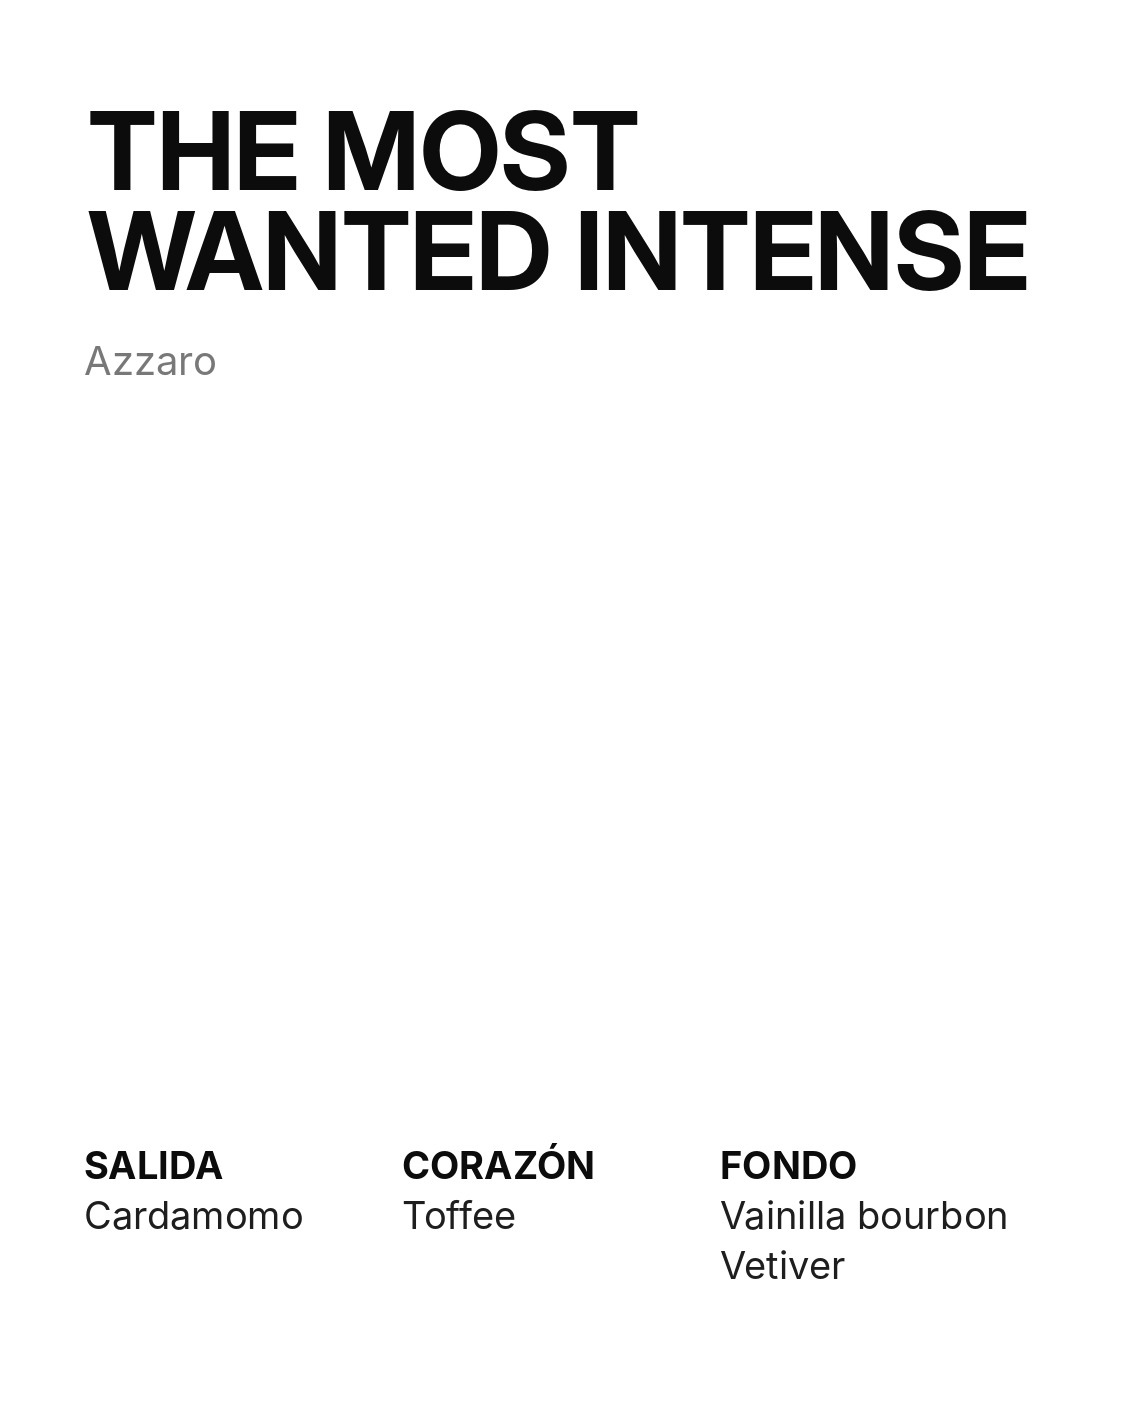 THE MOST
WANTED INTENSE
Azzaro
SALIDA
Cardamomo
CORAZÓN
Toffee
FONDO
Vainilla bourbon
Vetiver